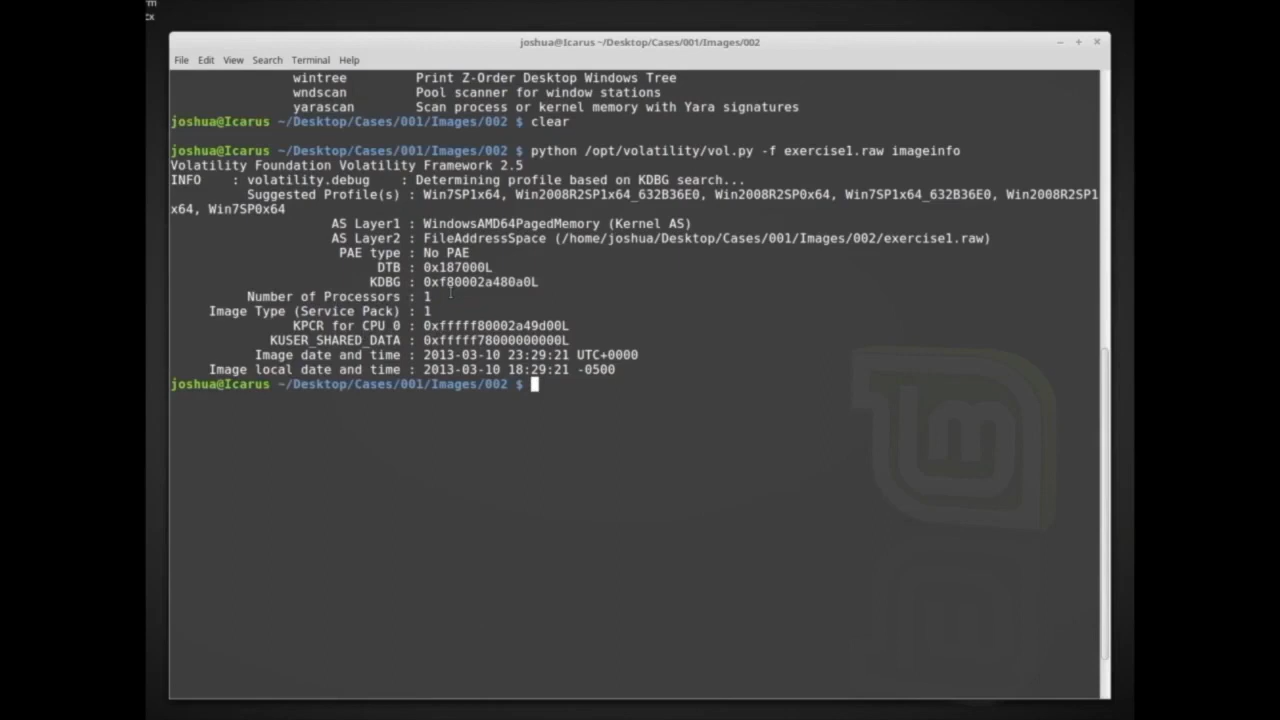 rm
cx
joshua@Icarus ~/Desktop/Cases/001/Images/002
File Edit View Search Terminal Help
wintree Print Z-Order Desktop Windows Tree
wndscan Pool scanner for window stations
yarascan Scan process or kernel memory with Yara signatures
joshua@Icarus ~/Desktop/Cases/001/Images/002 $ clear
joshua@Icarus ~/Desktop/Cases/001/Images/002 $ python /opt/volatility/vol.py -f exercise1.raw imageinfo
Volatility Foundation Volatility Framework 2.5
INFO : volatility.debug : Determining profile based on KDBG search...
Suggested Profile(s) : Win7SP1x64, Win2008R2SP0x64, Win7SP1x64_632B36E0, Win2008R2SP1
x64, Win7SP0x64
AS Layer1 : WindowsAMD64PagedMemory (Kernel AS)
AS Layer2 : FileAddressSpace (/home/joshua/Desktop/Cases/001/Images/002/exercise1.raw)
PAE type : No PAE
DTB : 0x187000L
KDBG : 0xf80002a480a0L
Number of Processors : 1
Image Type (Service Pack) : 1
KPCR for CPU 0 : 0xfffff80002a49d00L
KUSER_SHARED_DATA : 0xfffff78000000000L
Image date and time : 2013-03-10 23:29:21 UTC+0000
Image local date and time : 2013-03-10 18:29:21 -0500
joshua@Icarus ~/Desktop/Cases/001/Images/002 $